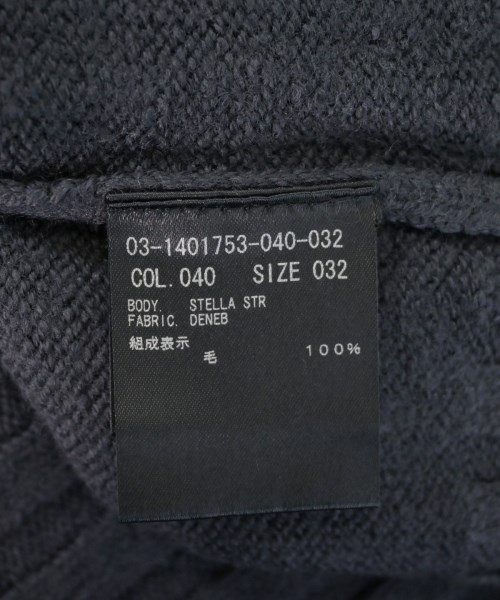 03-1401753-040-032
COL.040 SIZE 032
BODY. STELLA STR
FABRIC. DENEB
組成表示
毛 100%